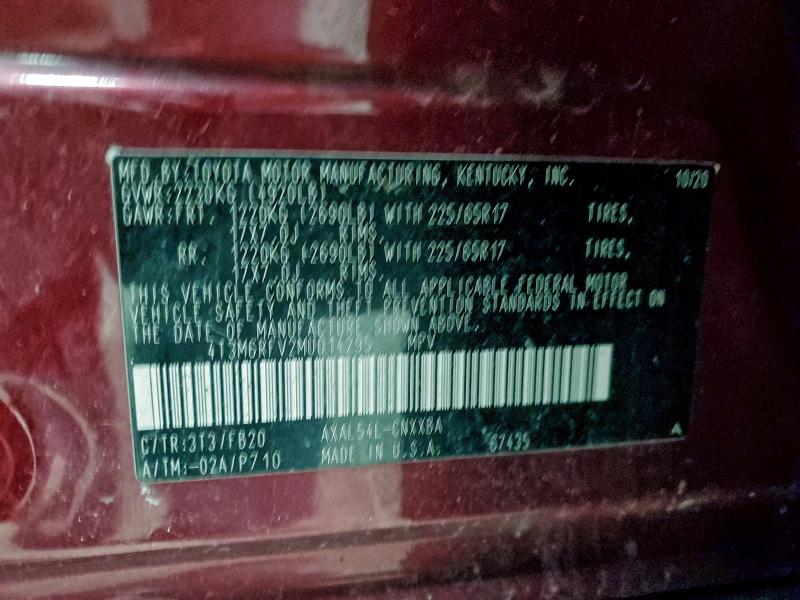 MFD.BY:TOYOTA MOTOR MANUFACTURING, KENTUCKY, INC. 10/20
GVWR:2230KG (4920LB)
GAWR:FRT. 1220KG (2690LB) WITH 225/65R17 TIRES,
17X7.0J RIMS,
RR. 1220KG (2690LB) WITH 225/65R17 TIRES,
17X7.0J RIMS,
THIS VEHICLE CONFORMS TO ALL APPLICABLE FEDERAL MOTOR
VEHICLE SAFETY AND THEFT PREVENTION STANDARDS IN EFFECT ON
THE DATE OF MANUFACTURE SHOWN ABOVE.
MPV
C/TR:3T3/FB20 AXAL54L-CNXXBA 67435
A/TM:-02A/P710 MADE IN U.S.A.